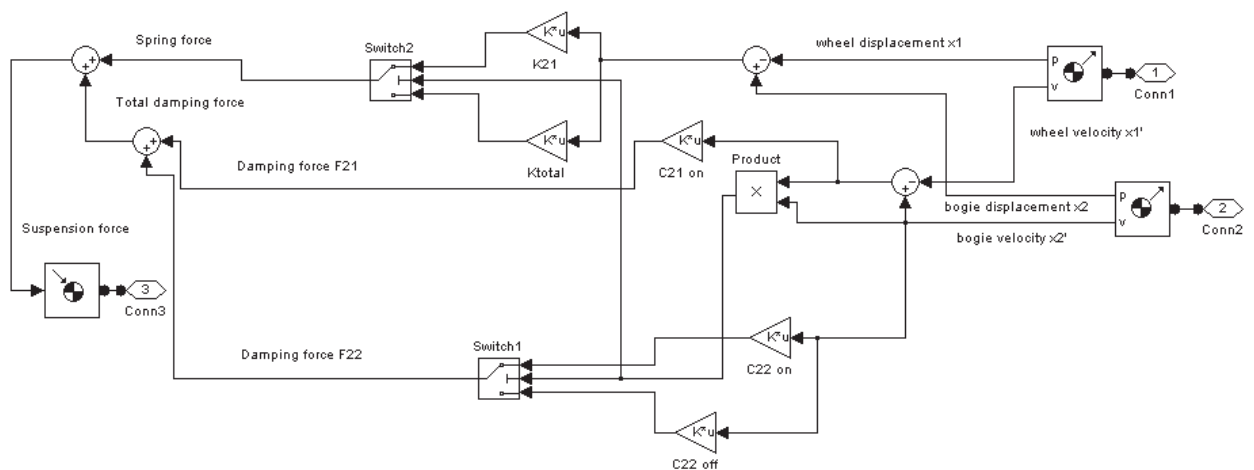 Spring force
Switch2
K*u
K21
wheel displacement x1
p
v
1
Conn1
Total damping force
K*u
Ktotal
wheel velocity x1'
Damping force F21
K*u
C21 on
Product
×
bogie displacement x2
p
v
2
Conn2
bogie velocity x2'
Suspension force
3
Conn3
Damping force F22
Switch1
K*u
C22 on
K*u
C22 off